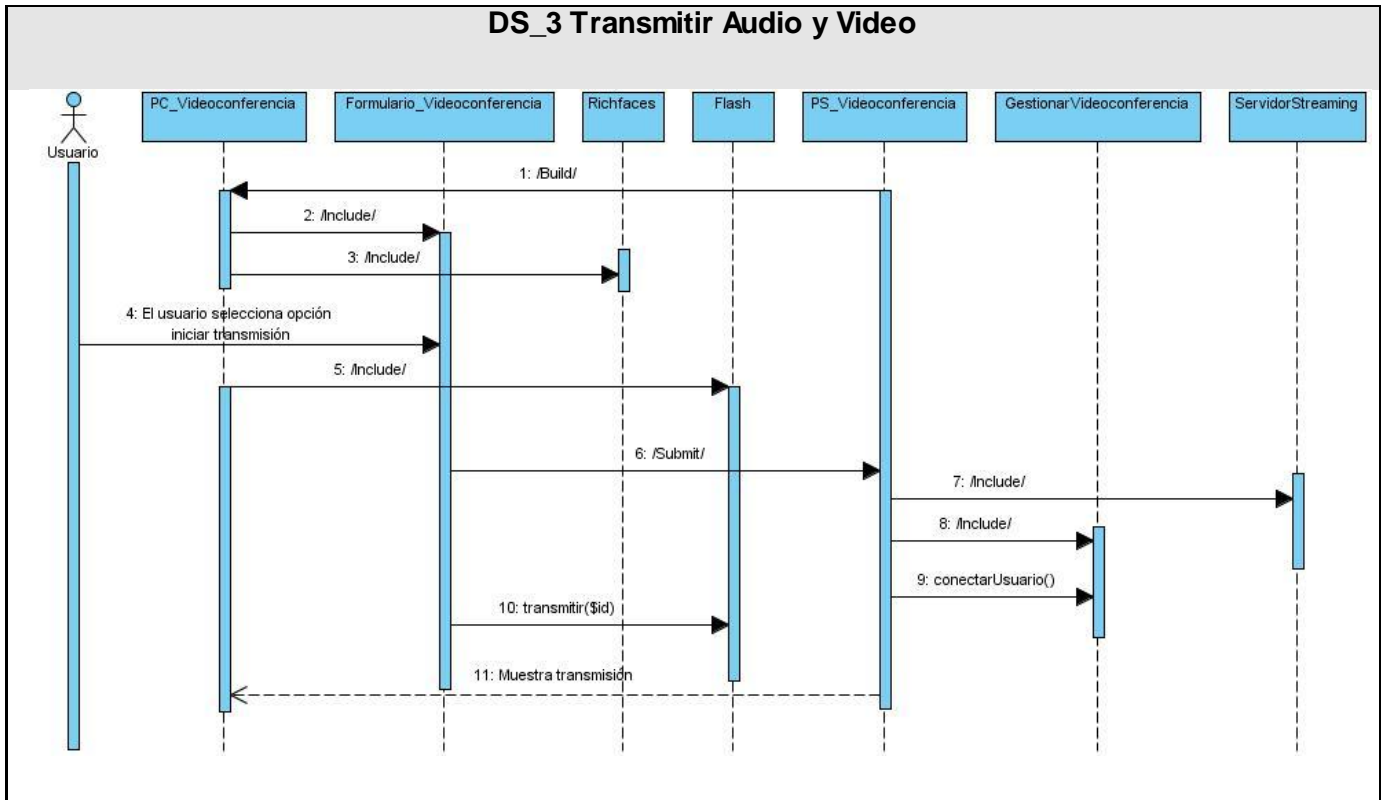 DS_3 Transmitir Audio y Video
Usuario
PC_Videoconferencia
Formulario_Videoconferencia
Richfaces
Flash
PS_Videoconferencia
GestionarVideoconferencia
ServidorStreaming
1: /Build/
2: /Include/
3: /Include/
4: El usuario selecciona opción
iniciar transmisión
5: /Include/
6: /Submit/
7: /Include/
8: /Include/
9: conectarUsuario()
10: transmitir($id)
11: Muestra transmisión